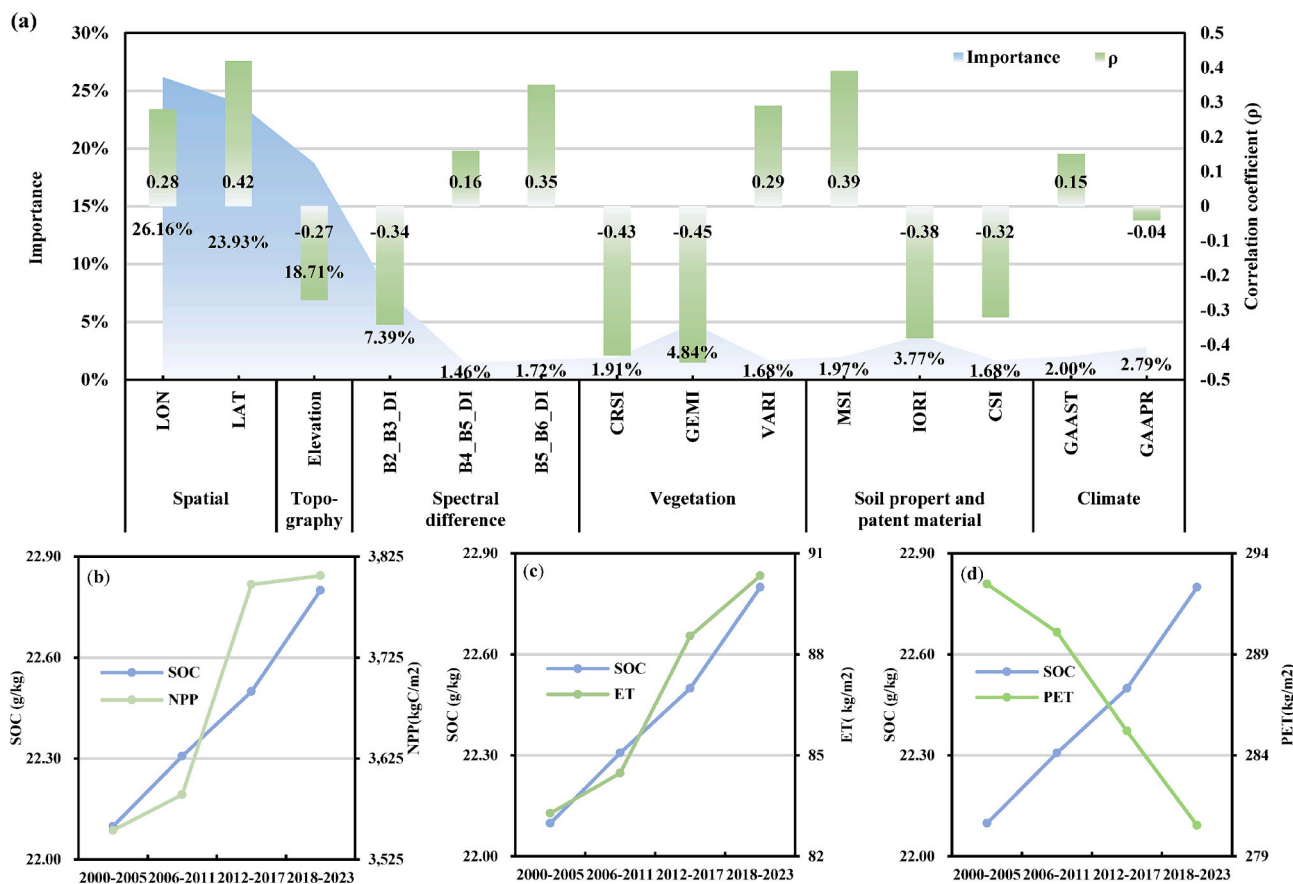 (a)
30%
25%
20%
15%
10%
5%
0%
Importance
0.5
0.4
0.3
0.2
0.1
0
-0.1
-0.2
-0.3
-0.4
-0.5
Correlation coefficient (ρ)
Importance
ρ
0.28
0.42
-0.27
-0.34
0.16
0.35
-0.43
-0.45
0.29
0.39
-0.38
-0.32
0.15
-0.04
26.16%
23.93%
18.71%
7.39%
1.46%
1.72%
1.91%
4.84%
1.68%
1.97%
3.77%
1.68%
2.00%
2.79%
LON
LAT
Elevation
B2_B3_DI
B4_B5_DI
B5_B6_DI
CRSI
GEMI
VARI
MSI
IORI
CSI
GAAST
GAAPR
Spatial
Topo-
graphy
Spectral
difference
Vegetation
Soil propert and
patent material
Climate
(b)
22.90
22.60
22.30
22.00
SOC (g/kg)
SOC
NPP
3,825
3,725
3,625
3,525
NPP(kgC/m2)
2000-2005 2006-2011 2012-2017 2018-2023
(c)
22.90
22.60
22.30
22.00
SOC (g/kg)
SOC
ET
91
88
85
82
ET( kg/m2)
2000-2005 2006-2011 2012-2017 2018-2023
(d)
22.90
22.60
22.30
22.00
SOC (g/kg)
SOC
PET
294
289
284
279
PET(kg/m2)
2000-2005 2006-2011 2012-2017 2018-2023